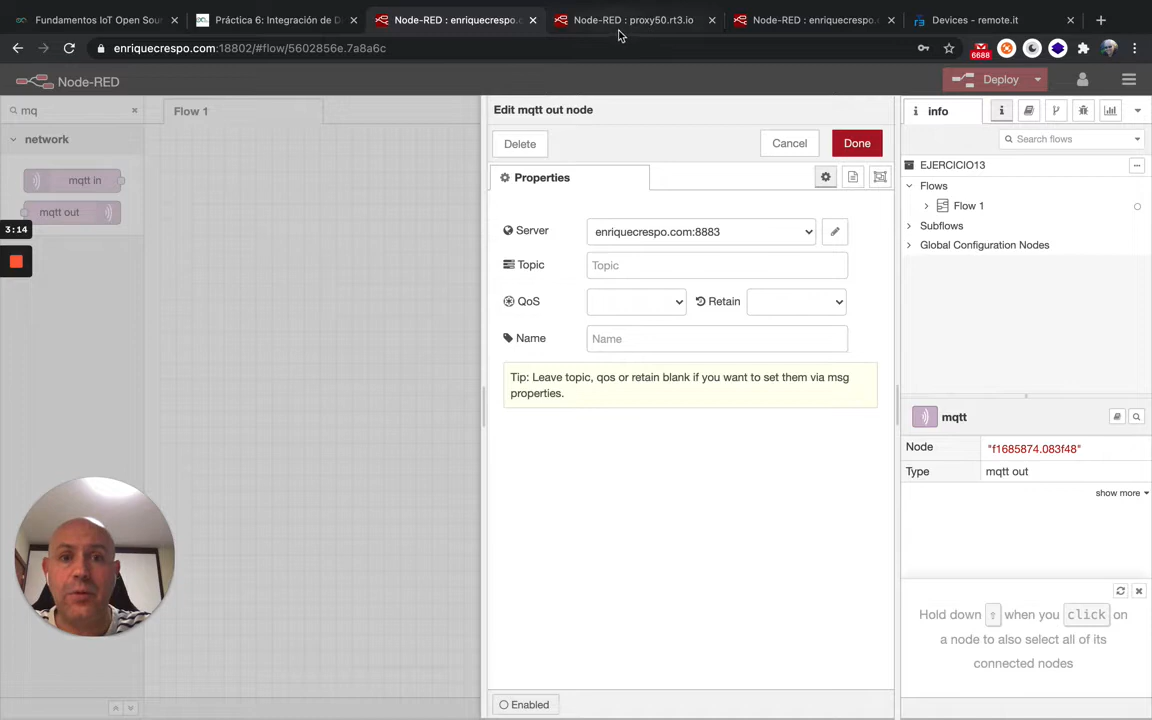 Fundamentos IoT Open Sour
Práctica 6: Integración de D
Node-RED : enriquecrespo.c
Node-RED : proxy50.rt3.io
Node-RED : enriquecrespo.c
Devices - remote.it
enriquecrespo.com:18802/#flow/5602856e.7a8a6c
6688
Node-RED
Deploy
mq
Flow 1
network
mqtt in
mqtt out
3:14
Edit mqtt out node
Delete
Cancel
Done
Properties
Server
enriquecrespo.com:8883
Topic
Topic
QoS
Retain
Name
Name
Tip: Leave topic, qos or retain blank if you want to set them via msg
properties.
Enabled
info
Search flows
EJERCICIO13
Flows
Flow 1
Subflows
Global Configuration Nodes
mqtt
Node
"f1685874.083f48"
Type
mqtt out
show more
Hold down ⇧ when you click on
a node to also select all of its
connected nodes